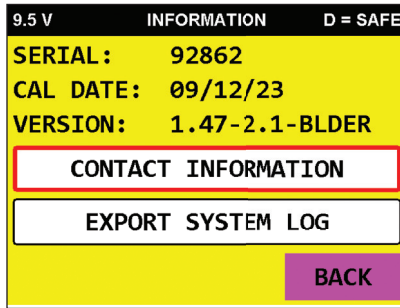 9.5 V INFORMATION D = SAFE
SERIAL: 92862
CAL DATE: 09/12/23
VERSION: 1.47-2.1-BLDER
CONTACT INFORMATION
EXPORT SYSTEM LOG
BACK